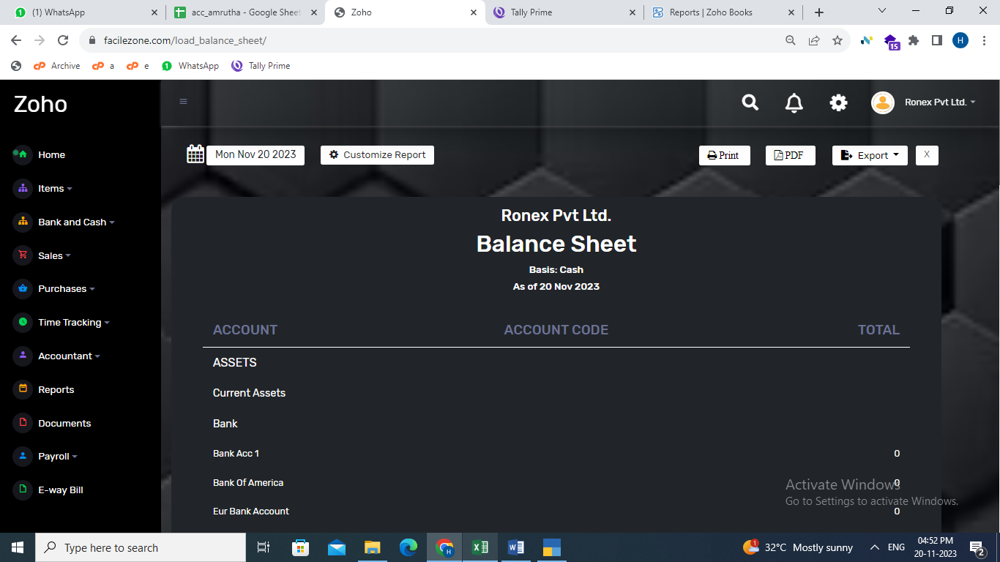 (1) WhatsApp
acc_amrutha - Google Sheet
Zoho
Tally Prime
Reports | Zoho Books
facilezone.com/load_balance_sheet/
15
H
Archive
a
e
WhatsApp
Tally Prime
Zoho
Ronex Pvt Ltd.
Home
Items
Bank and Cash
Sales
Purchases
Time Tracking
Accountant
Reports
Documents
Payroll
E-way Bill
Mon Nov 20 2023
Customize Report
Print
PDF
Export
X
Ronex Pvt Ltd.
Balance Sheet
Basis: Cash
As of 20 Nov 2023
ACCOUNT ACCOUNT CODE TOTAL
ASSETS
Current Assets
Bank
Bank Acc 1 0
Bank Of America 0
Eur Bank Account 0
Activate Windows
Go to Settings to activate Windows.
Type here to search
32°C Mostly sunny
ENG
04:52 PM
20-11-2023
2